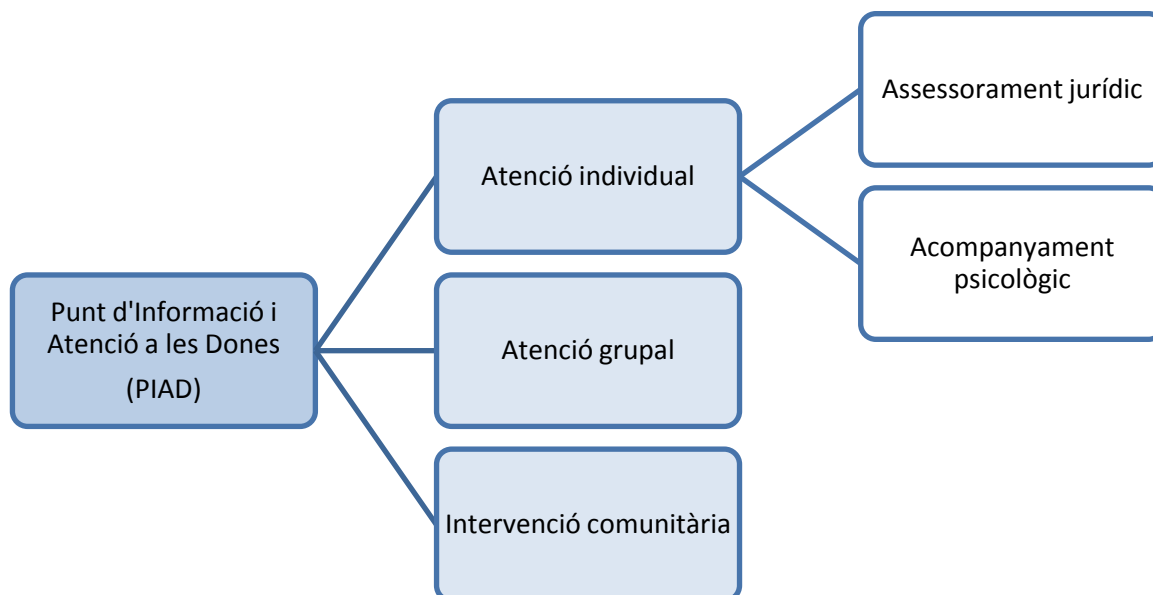 Punt d'Informació i
Atenció a les Dones
(PIAD)
Atenció individual
Assessorament jurídic
Acompanyament
psicològic
Atenció grupal
Intervenció comunitària